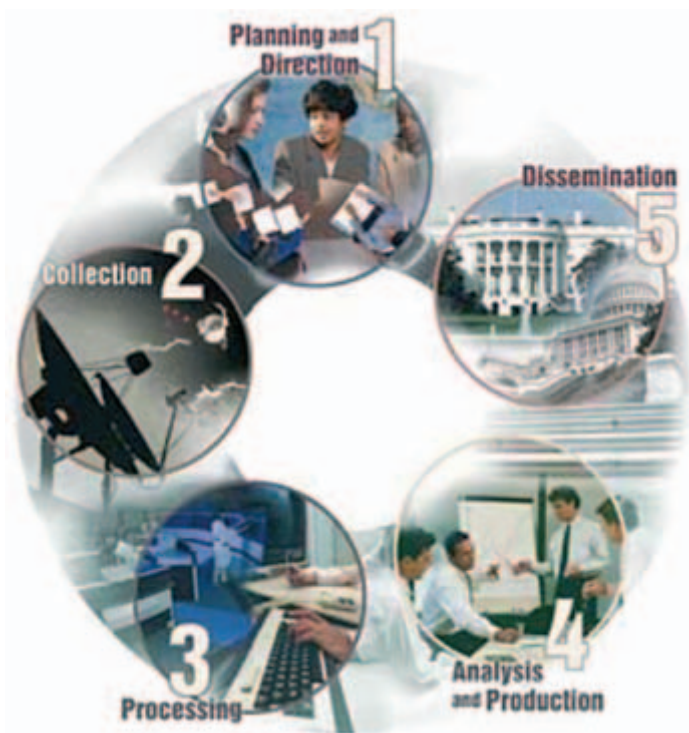 Planning and
Direction
1
2
Collection
3
Processing
4
Analysis
and Production
Dissemination
5